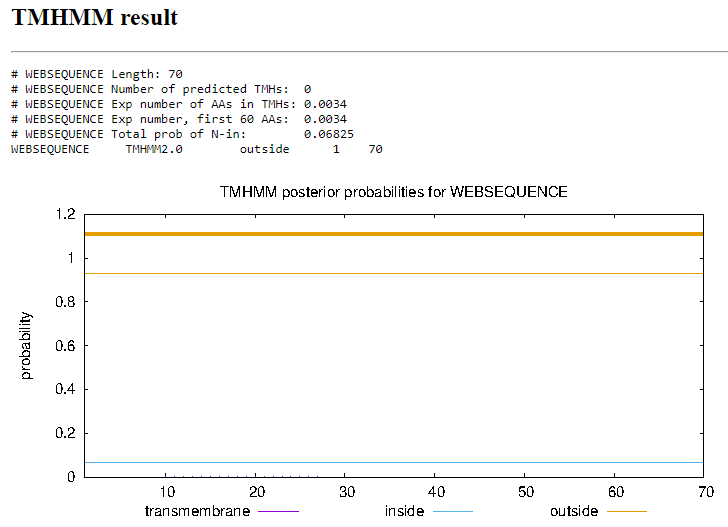 TMHMM result
# WEBSEQUENCE Length: 70
# WEBSEQUENCE Number of predicted TMHs:  0
# WEBSEQUENCE Exp number of AAs in TMHs: 0.0034
# WEBSEQUENCE Exp number, first 60 AAs:  0.0034
# WEBSEQUENCE Total prob of N-in:        0.06825
WEBSEQUENCE     TMHMM2.0        outside      1    70
TMHMM posterior probabilities for WEBSEQUENCE
1.2
1
0.8
0.6
0.4
0.2
0
probability
10 20 30 40 50 60 70
transmembrane inside outside